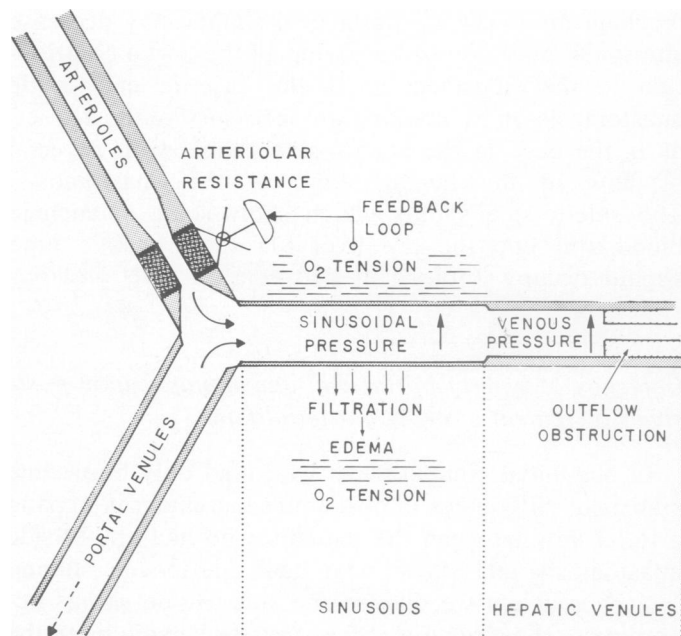 ARTERIOLES
ARTERIOLAR
RESISTANCE
FEEDBACK
LOOP
O₂ TENSION
SINUSOIDAL
PRESSURE
VENOUS
PRESSURE
FILTRATION
EDEMA
O₂ TENSION
OUTFLOW
OBSTRUCTION
PORTAL VENULES
SINUSOIDS
HEPATIC VENULES